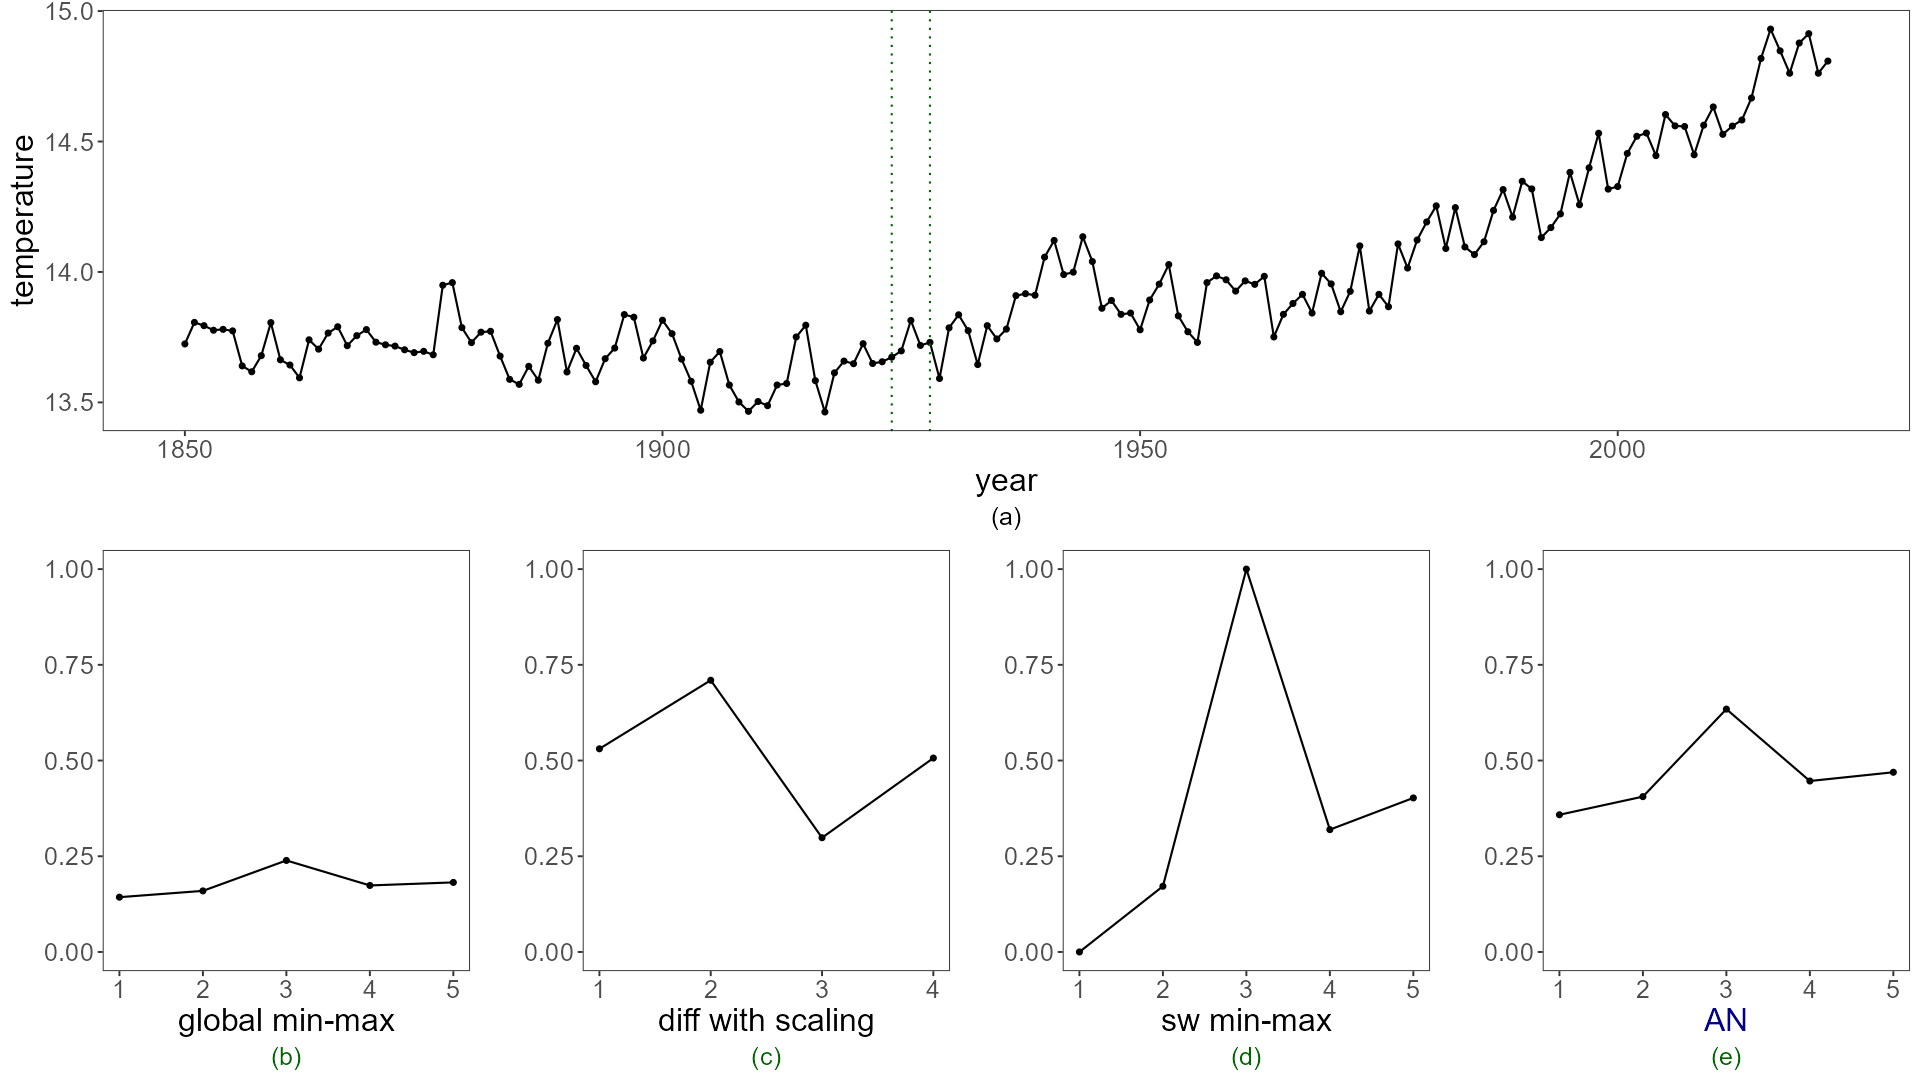 15.0
14.5
14.0
13.5
temperature
1850 1900 1950 2000
year
(a)
1.00 1.00 1.00 1.00
0.75 0.75 0.75 0.75
0.50 0.50 0.50 0.50
0.25 0.25 0.25 0.25
0.00 0.00 0.00 0.00
1 2 3 4 5 1 2 3 4 1 2 3 4 5 1 2 3 4 5
global min-max diff with scaling sw min-max AN
(b) (c) (d) (e)